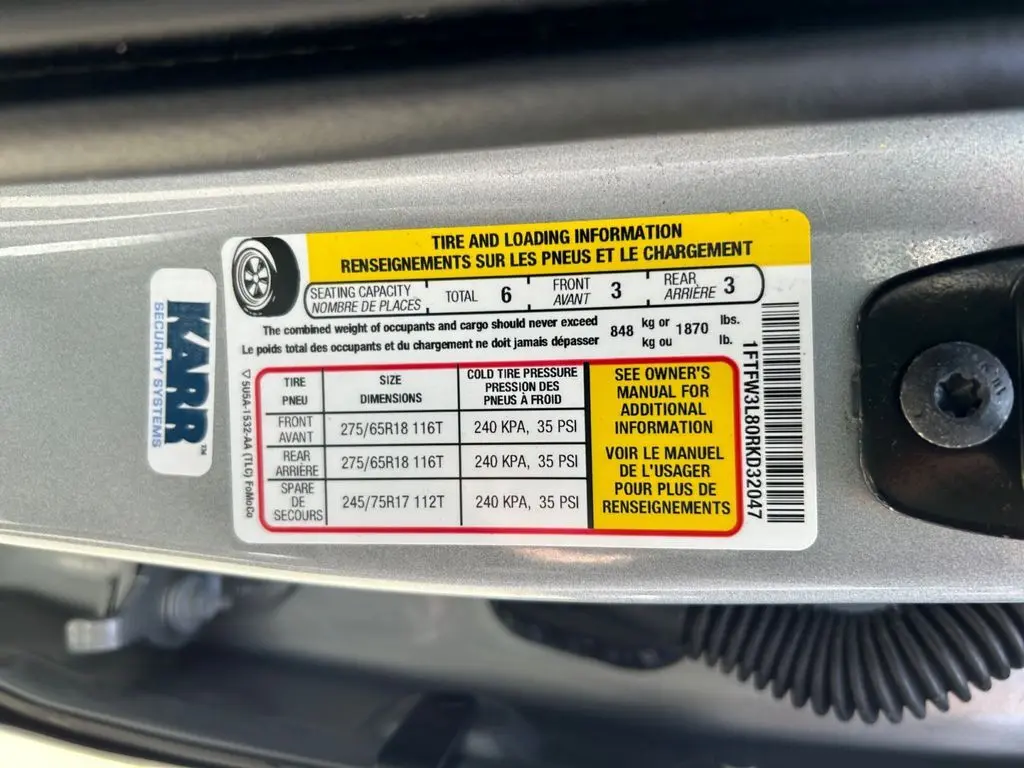 TIRE AND LOADING INFORMATION
RENSEIGNEMENTS SUR LES PNEUS ET LE CHARGEMENT
SEATING CAPACITY
NOMBRE DE PLACES
TOTAL 6
FRONT
AVANT 3
REAR
ARRIÈRE 3
The combined weight of occupants and cargo should never exceed 848 kg or 1870 lbs.
Le poids total des occupants et du chargement ne doit jamais dépasser kg ou lb.
TIRE
PNEU
SIZE
DIMENSIONS
COLD TIRE PRESSURE
PRESSION DES
PNEUS À FROID
FRONT
AVANT
275/65R18 116T
240 KPA, 35 PSI
REAR
ARRIÈRE
275/65R18 116T
240 KPA, 35 PSI
SPARE
DE
SECOURS
245/75R17 112T
240 KPA, 35 PSI
SEE OWNER'S
MANUAL FOR
ADDITIONAL
INFORMATION
VOIR LE MANUEL
DE L'USAGER
POUR PLUS DE
RENSEIGNEMENTS
1FTFW3L80RKD32047
▽ 5U5A-1532-AA (TLC) FoMoCo
KARR™
SECURITY SYSTEMS